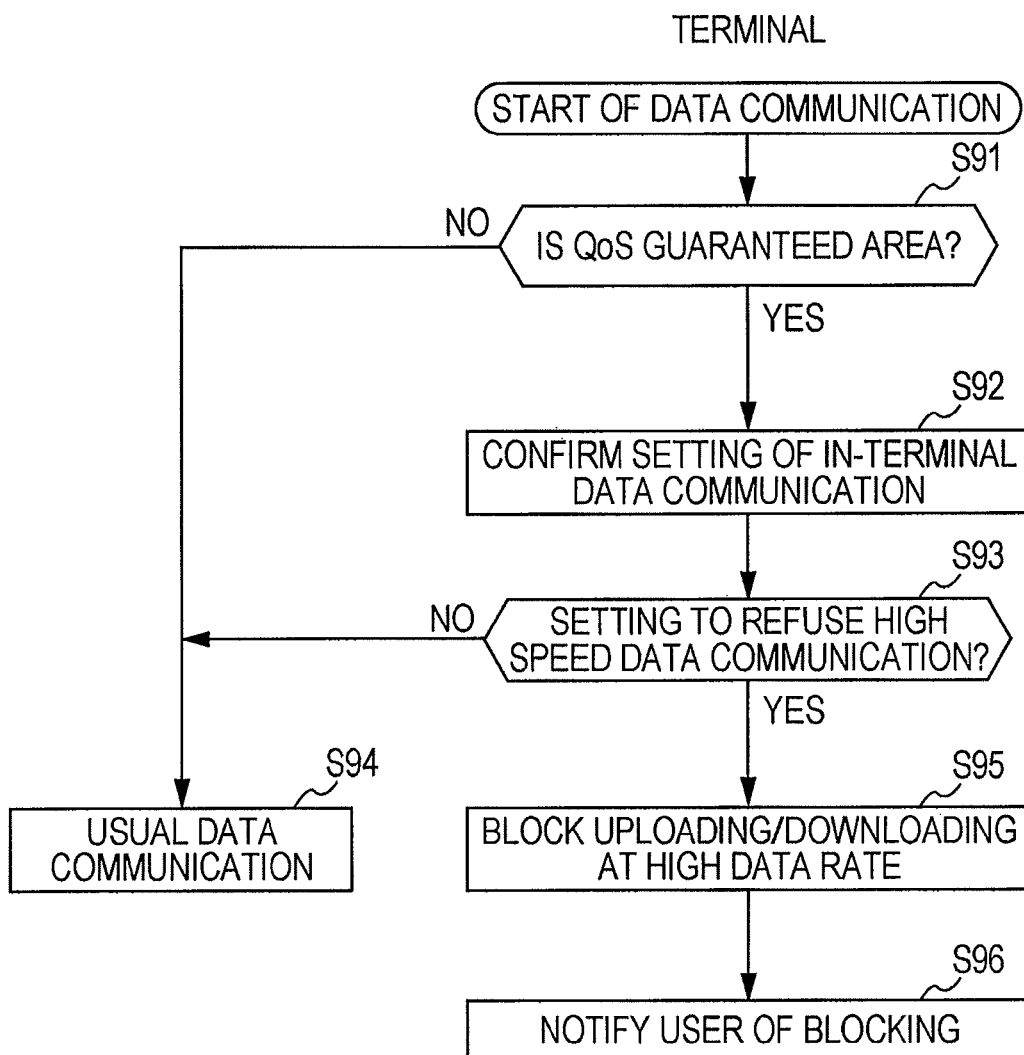 TERMINAL
START OF DATA COMMUNICATION
S91
IS QoS GUARANTEED AREA?
NO
YES
S92
CONFIRM SETTING OF IN-TERMINAL
DATA COMMUNICATION
S93
SETTING TO REFUSE HIGH
SPEED DATA COMMUNICATION?
NO
YES
S94
USUAL DATA
COMMUNICATION
S95
BLOCK UPLOADING/DOWNLOADING
AT HIGH DATA RATE
S96
NOTIFY USER OF BLOCKING